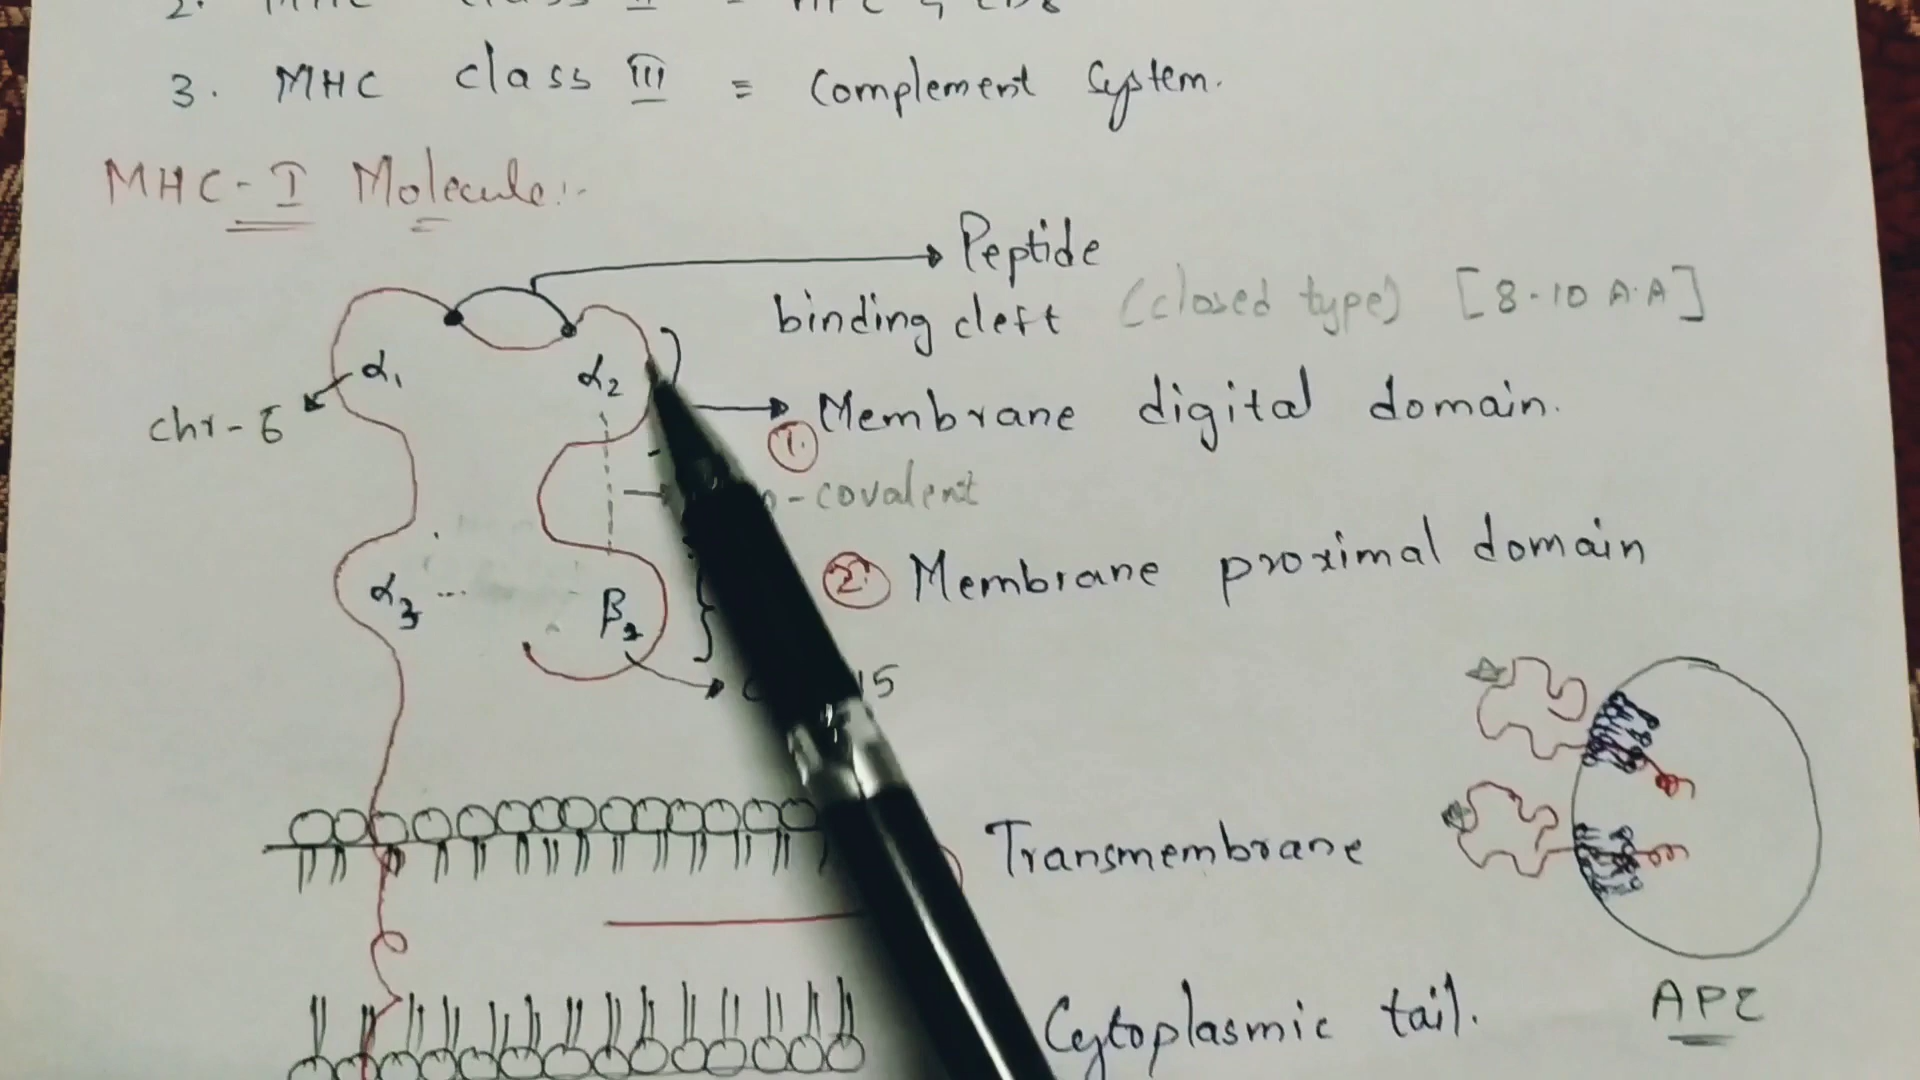 3. MHC class III = Complement System.
MHC-I Molecule:-
Peptide
binding cleft (closed type) [8-10 A.A]
α1
α2
chr-6
Membrane digital domain.
1.
-covalent
2. Membrane proximal domain
α3
β2
15
Transmembrane
Cytoplasmic tail.
APC